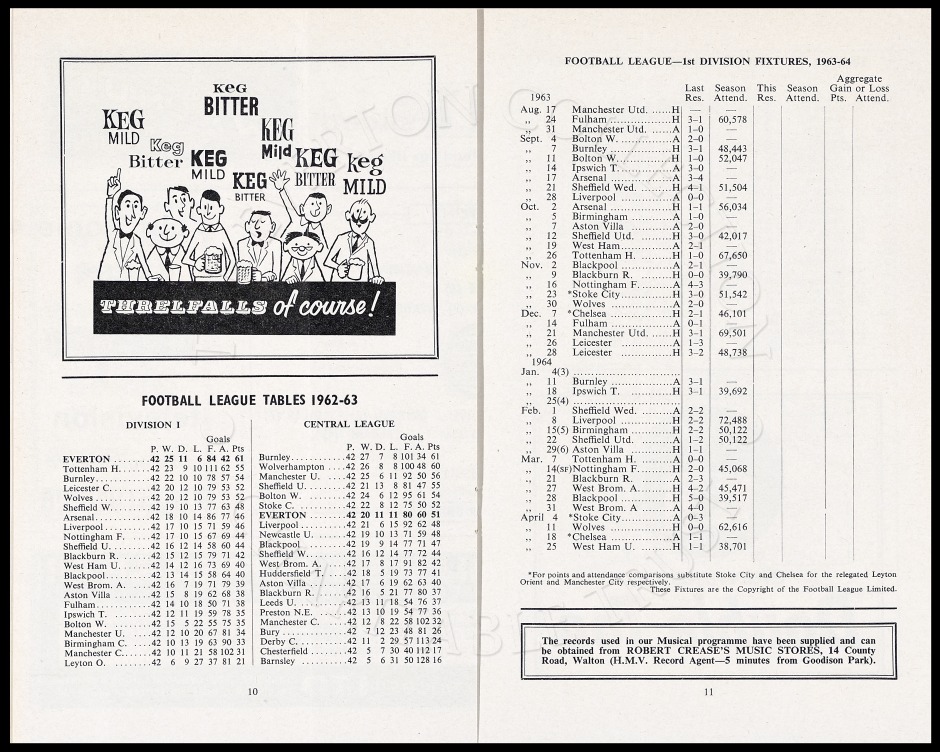 KEG
MILD
KeG
BITTER
Keg
Bitter
KEG
MILD
KEG
Mild
KEG
BITTER
KEG
BITTER
keg
MILD
THRELFALLS of course!
FOOTBALL LEAGUE TABLES 1962-63
DIVISION I
Goals
P. W. D. L. F. A. Pts
EVERTON ........42 25 11 6 84 42 61
Tottenham H.......42 23 9 10 111 62 55
Burnley............42 22 10 10 78 57 54
Leicester C. ......42 20 12 10 79 53 52
Wolves ............42 20 12 10 79 53 52
Sheffield W.......42 19 10 13 77 63 48
Arsenal...........42 18 10 14 86 77 46
Liverpool.........42 17 10 15 71 59 46
Nottingham F. ....42 17 10 15 67 69 44
Sheffield U.......42 16 12 14 58 60 44
Blackburn R. .....42 15 12 15 79 71 42
West Ham U. ......42 14 12 16 73 69 40
Blackpool.........42 13 14 15 58 64 40
West Brom. A. ....42 16 7 19 71 79 39
Aston Villa ......42 15 8 19 62 68 38
Fulham............42 14 10 18 50 71 38
Ipswich T. .......42 12 11 19 59 78 35
Bolton W. ........42 15 5 22 55 75 35
Manchester U. ....42 12 10 20 67 81 34
Birmingham C. ....42 10 13 19 63 90 33
Manchester C......42 10 11 21 58 102 31
Leyton O. ........42 6 9 27 37 81 21
CENTRAL LEAGUE
Goals
P. W. D. L. F. A. Pts
Burnley...........42 27 7 8 101 34 61
Wolverhampton ....42 26 8 8 100 48 60
Manchester U. ....42 25 6 11 92 50 56
Sheffield U. .....42 21 13 8 81 47 55
Bolton W. ........42 24 6 12 95 61 54
Stoke C. .........42 22 8 12 75 50 52
EVERTON ..........42 20 11 11 80 60 51
Liverpool ........42 21 6 15 92 62 48
Newcastle U. .....42 19 10 13 71 59 48
Blackpool ........42 19 9 14 77 71 47
Sheffield W.......42 16 12 14 77 72 44
West Brom. A. ....42 17 8 17 91 82 42
Huddersfield T. ..42 18 5 19 73 77 41
Aston Villa ......42 17 6 19 62 63 40
Blackburn R. .....42 16 5 21 77 80 37
Leeds U. .........42 13 11 18 54 76 37
Preston N.E. .....42 13 10 19 54 77 36
Manchester C. ....42 12 8 22 58 102 32
Bury .............42 7 12 23 48 81 26
Derby C. .........42 11 2 29 57 113 24
Chesterfield .....42 5 7 30 40 112 17
Barnsley .........42 5 6 31 50 128 16
10
FOOTBALL LEAGUE—1st DIVISION FIXTURES, 1963-64
Aggregate
Last Season This Season Gain or Loss
1963 Res. Attend. Res. Attend. Pts. Attend.
Aug. 17 Manchester Utd. ......H — —
,, 24 Fulham ...............H 3–1 60,578
,, 31 Manchester Utd. ......A 1–0 —
Sept. 4 Bolton W. ............A 2–0 —
,, 7 Burnley ..............H 3–1 48,443
,, 11 Bolton W. ............H 1–0 52,047
,, 14 Ipswich T. ...........A 3–0 —
,, 17 Arsenal ..............A 3–4 —
,, 21 Sheffield Wed. .......H 4–1 51,504
,, 28 Liverpool ............A 0–0 —
Oct. 2 Arsenal ..............H 1–1 56,034
,, 5 Birmingham ...........A 1–0 —
,, 7 Aston Villa ..........A 2–0 —
,, 12 Sheffield Utd. .......H 3–0 42,017
,, 19 West Ham..............A 2–1 —
,, 26 Tottenham H. .........H 1–0 67,650
Nov. 2 Blackpool ............A 2–1 —
,, 9 Blackburn R. .........H 0–0 39,790
,, 16 Nottingham F. ........A 4–3 —
,, 23 *Stoke City...........H 3–0 51,542
,, 30 Wolves ...............A 2–0 —
Dec. 7 *Chelsea .............H 2–1 46,101
,, 14 Fulham ...............A 0–1 —
,, 21 Manchester Utd. ......H 3–1 69,501
,, 26 Leicester ............A 1–3 —
,, 28 Leicester ............H 3–2 48,738
1964
Jan. 4(3) ......................
,, 11 Burnley ..............A 3–1 —
,, 18 Ipswich T. ...........H 3–1 39,692
,, 25(4) ......................
Feb. 1 Sheffield Wed. .......A 2–2 —
,, 8 Liverpool ............H 2–2 72,488
,, 15(5) Birmingham ...........H 2–2 50,122
,, 22 Sheffield Utd. .......A 1–2 50,122
,, 29(6) Aston Villa ..........H 1–1 —
Mar. 7 Tottenham H. .........A 0–0 —
,, 14(SF) Nottingham F. ........H 2–0 45,068
,, 21 Blackburn R. .........A 2–3 —
,, 27 West Brom. A. ........H 4–2 45,471
,, 28 Blackpool ............H 5–0 39,517
,, 31 West Brom. A .........A 4–0 —
April 4 *Stoke City...........A 0–3 —
,, 11 Wolves ...............H 0–0 62,616
,, 18 *Chelsea .............A 1–1 —
,, 25 West Ham U. ..........H 1–1 38,701
*For points and attendance comparisons substitute Stoke City and Chelsea for the relegated Leyton
Orient and Manchester City respectively.
These Fixtures are the Copyright of the Football League Limited.
The records used in our Musical programme have been supplied and can
be obtained from ROBERT CREASE'S MUSIC STORES, 14 County
Road, Walton (H.M.V. Record Agent—5 minutes from Goodison Park).
11